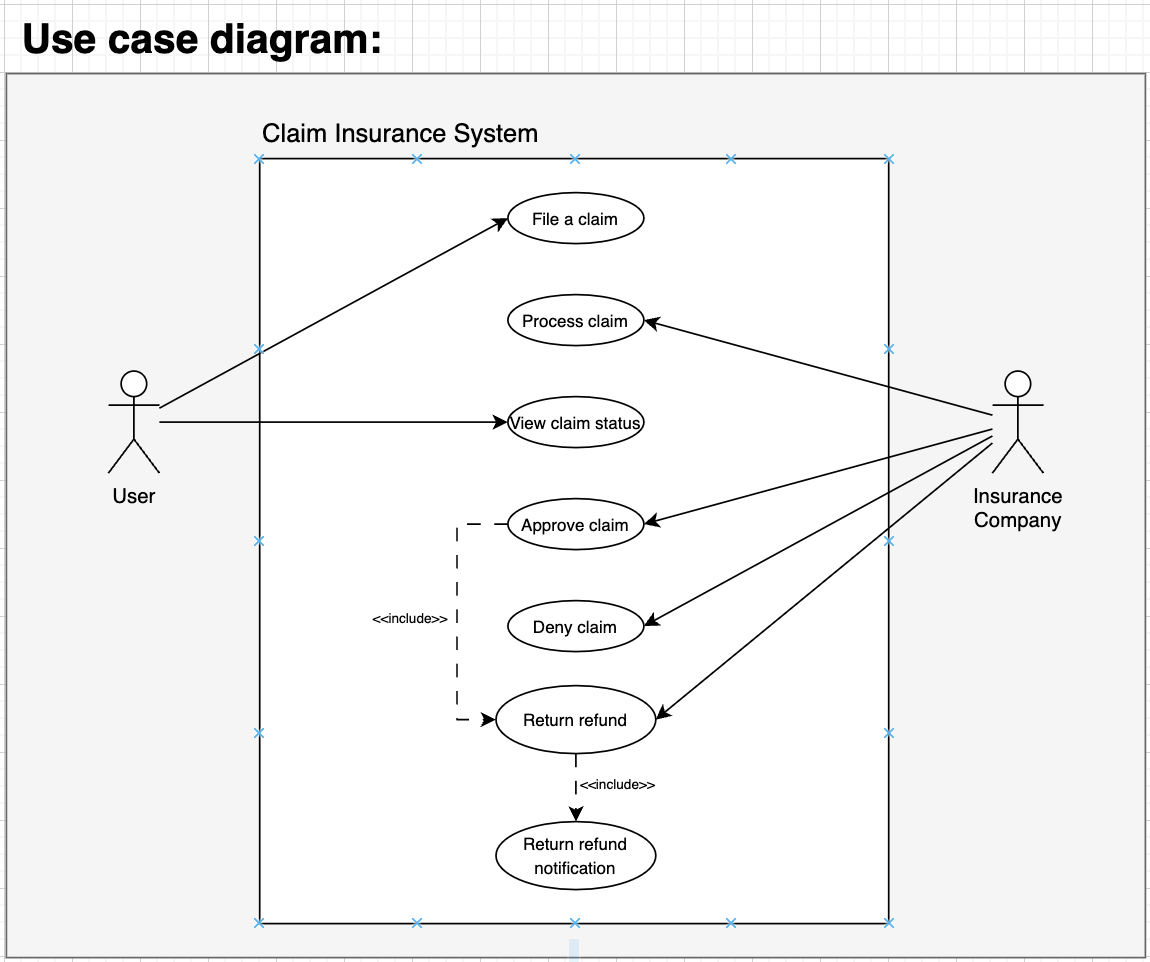 Use case diagram:
Claim Insurance System
File a claim
Process claim
View claim status
User
Insurance
Company
Approve claim
<<include>>
Deny claim
Return refund
<<include>>
Return refund
notification